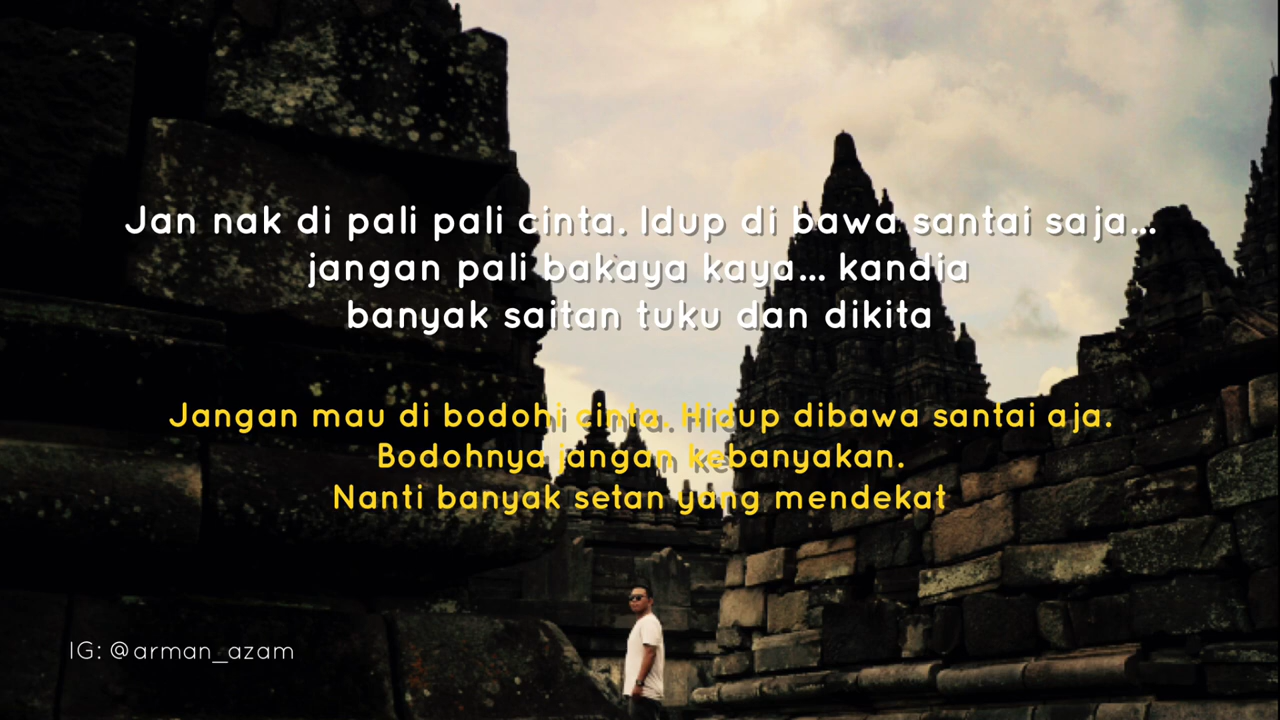 Jan nak di pali pali cinta. Idup di bawa santai saja...
jangan pali bakaya kaya... kandia
banyak saitan tuku dan dikita
Jangan mau di bodohi cinta. Hidup dibawa santai aja.
Bodohnya jangan kebanyakan.
Nanti banyak setan yang mendekat
IG: @arman_azam